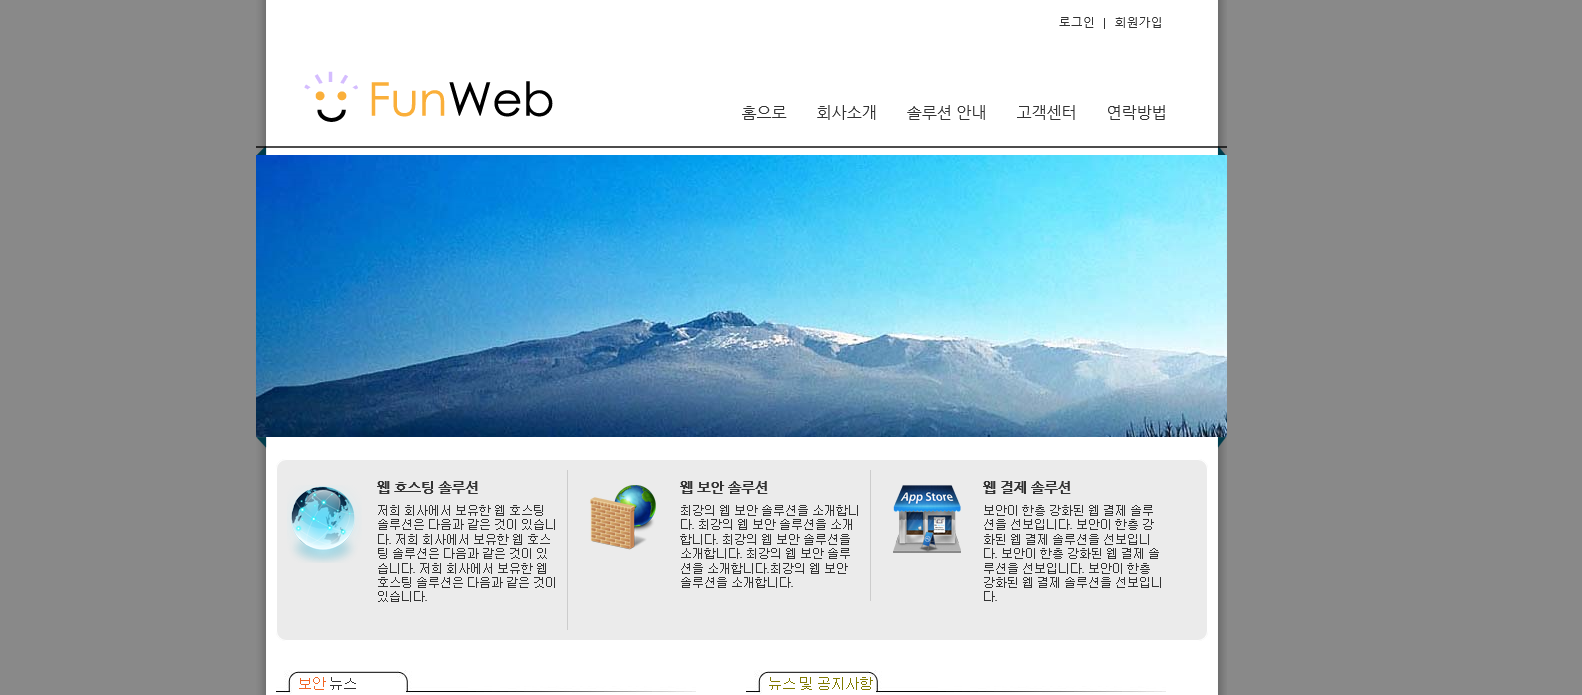 로그인 | 회원가입
FunWeb
홈으로 회사소개 솔루션 안내 고객센터 연락방법
웹 호스팅 솔루션
저희 회사에서 보유한 웹 호스팅
솔루션은 다음과 같은 것이 있습니
다. 저희 회사에서 보유한 웹 호스
팅 솔루션은 다음과 같은 것이 있
습니다. 저희 회사에서 보유한 웹
호스팅 솔루션은 다음과 같은 것이
있습니다.
웹 보안 솔루션
최강의 웹 보안 솔루션을 소개합니
다. 최강의 웹 보안 솔루션을 소개
합니다. 최강의 웹 보안 솔루션을
소개합니다. 최강의 웹 보안 솔루
션을 소개합니다.최강의 웹 보안
솔루션을 소개합니다.
App Store
웹 결제 솔루션
보안이 한층 강화된 웹 결제 솔루
션을 선보입니다. 보안이 한층 강
화된 웹 결제 솔루션을 선보입니
다. 보안이 한층 강화된 웹 결제 솔
루션을 선보입니다. 보안이 한층
강화된 웹 결제 솔루션을 선보입니
다.
보안 뉴스
뉴스 및 공지사항